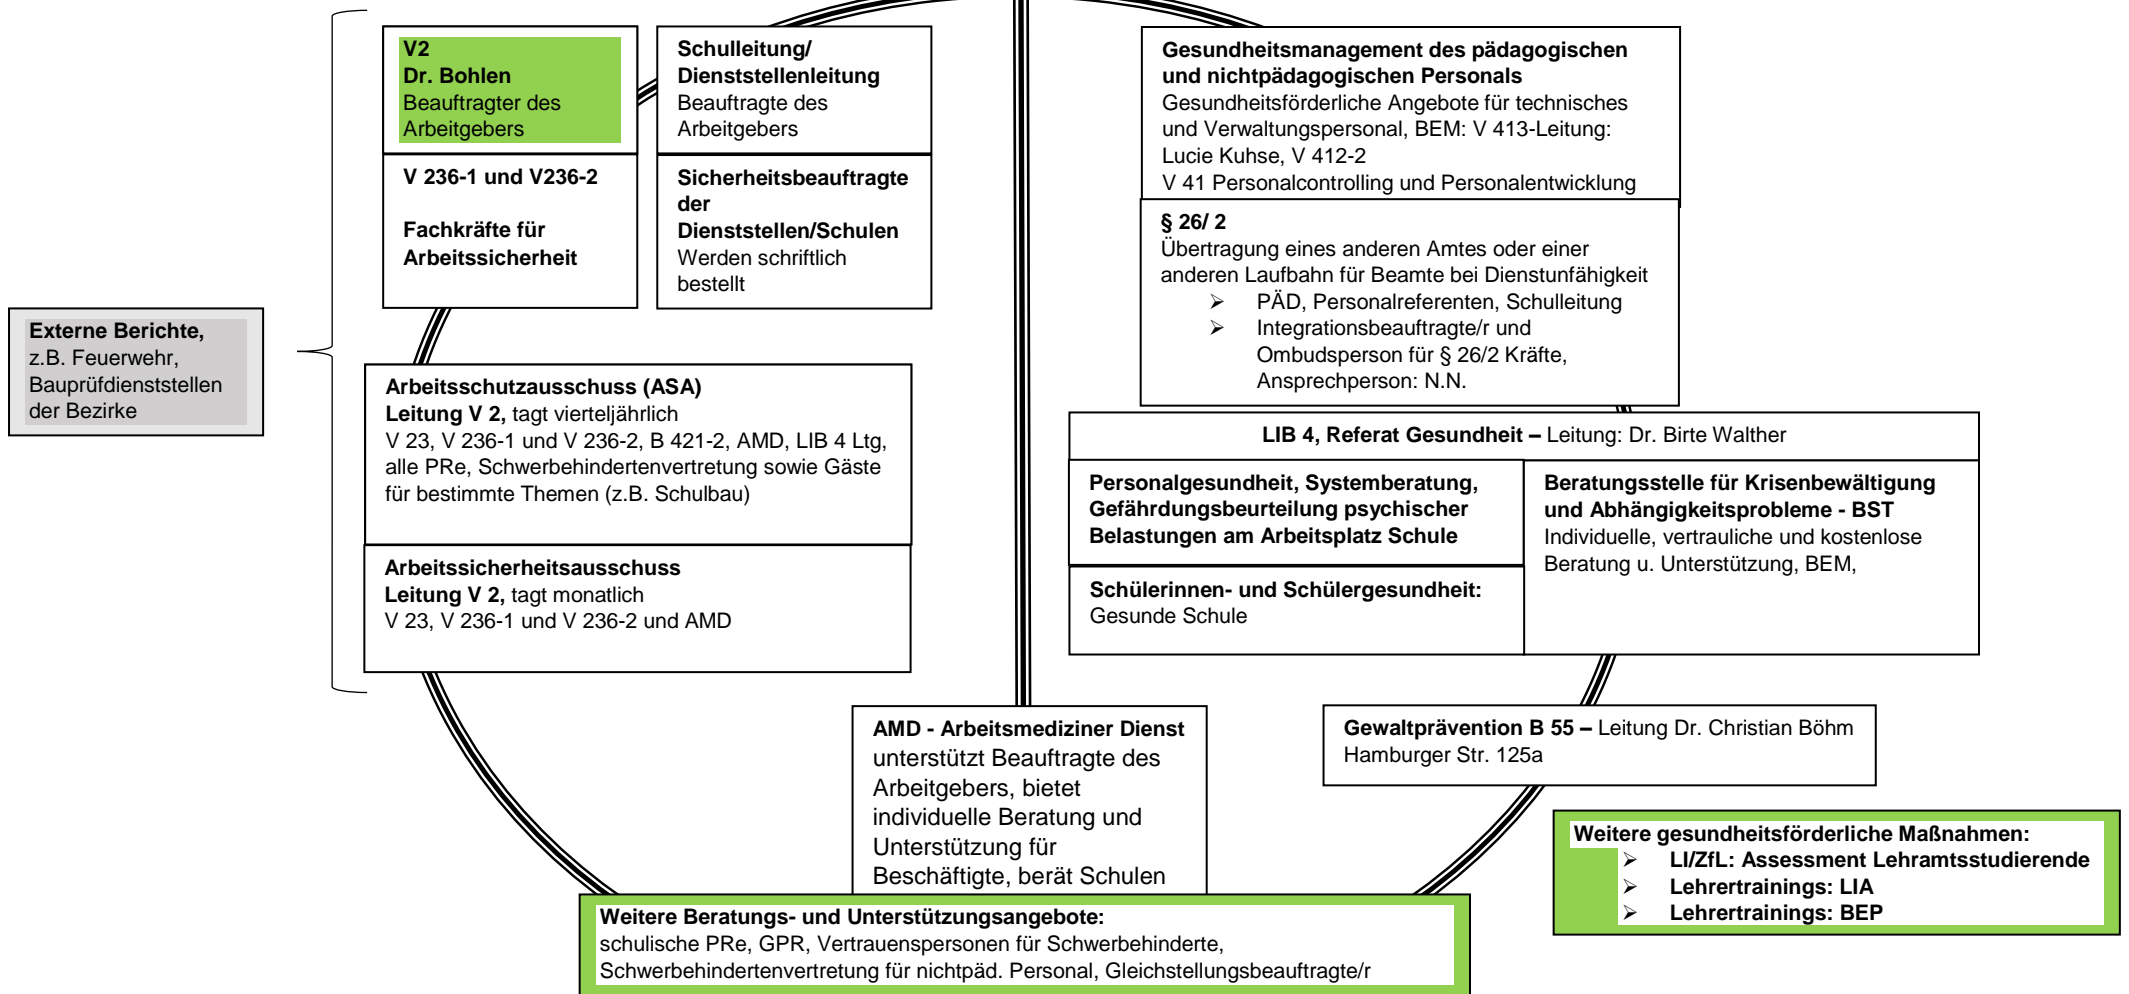 V2
Dr. Bohlen
Beauftragter des
Arbeitgebers
V 236-1 und V236-2
Fachkräfte für
Arbeitssicherheit
Schulleitung/
Dienststellenleitung
Beauftragte des
Arbeitgebers
Sicherheitsbeauftragte
der
Dienststellen/Schulen
Werden schriftlich
bestellt
Externe Berichte,
z.B. Feuerwehr,
Bauprüfdienststellen
der Bezirke
Arbeitsschutzausschuss (ASA)
Leitung V 2, tagt vierteljährlich
V 23, V 236-1 und V 236-2, B 421-2, AMD, LIB 4 Ltg,
alle PRe, Schwerbehindertenvertretung sowie Gäste
für bestimmte Themen (z.B. Schulbau)
Arbeitssicherheitsausschuss
Leitung V 2, tagt monatlich
V 23, V 236-1 und V 236-2 und AMD
Gesundheitsmanagement des pädagogischen
und nichtpädagogischen Personals
Gesundheitsförderliche Angebote für technisches
und Verwaltungspersonal, BEM: V 413-Leitung:
Lucie Kuhse, V 412-2
V 41 Personalcontrolling und Personalentwicklung
§ 26/ 2
Übertragung eines anderen Amtes oder einer
anderen Laufbahn für Beamte bei Dienstunfähigkeit
➢ PÄD, Personalreferenten, Schulleitung
➢ Integrationsbeauftragte/r und
Ombudsperson für § 26/2 Kräfte,
Ansprechperson: N.N.
LIB 4, Referat Gesundheit – Leitung: Dr. Birte Walther
Personalgesundheit, Systemberatung,
Gefährdungsbeurteilung psychischer
Belastungen am Arbeitsplatz Schule
Schülerinnen- und Schülergesundheit:
Gesunde Schule
Beratungsstelle für Krisenbewältigung
und Abhängigkeitsprobleme - BST
Individuelle, vertrauliche und kostenlose
Beratung u. Unterstützung, BEM,
AMD - Arbeitsmediziner Dienst
unterstützt Beauftragte des
Arbeitgebers, bietet
individuelle Beratung und
Unterstützung für
Beschäftigte, berät Schulen
Gewaltprävention B 55 – Leitung Dr. Christian Böhm
Hamburger Str. 125a
Weitere gesundheitsförderliche Maßnahmen:
➢ LI/ZfL: Assessment Lehramtsstudierende
➢ Lehrertrainings: LIA
➢ Lehrertrainings: BEP
Weitere Beratungs- und Unterstützungsangebote:
schulische PRe, GPR, Vertrauenspersonen für Schwerbehinderte,
Schwerbehindertenvertretung für nichtpäd. Personal, Gleichstellungsbeauftragte/r